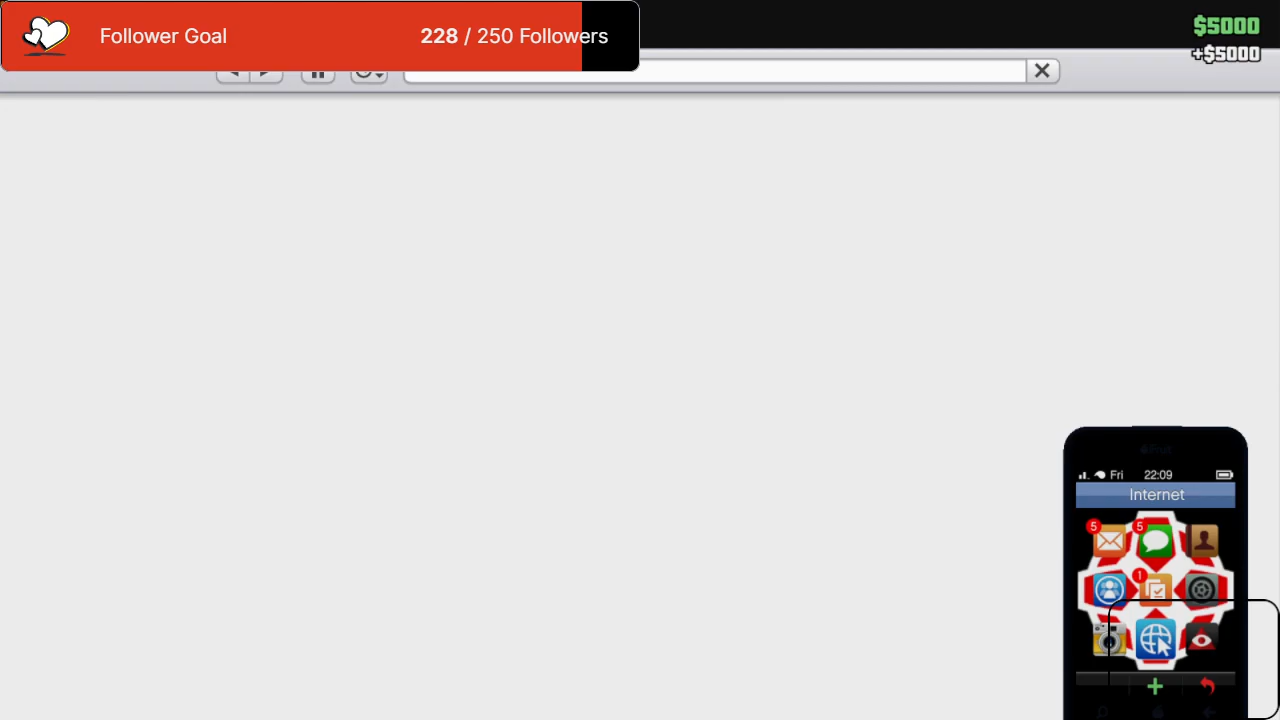 Follower Goal
228 / 250 Followers
$5000
+$5000
Fri
22:09
Internet
5
5
1